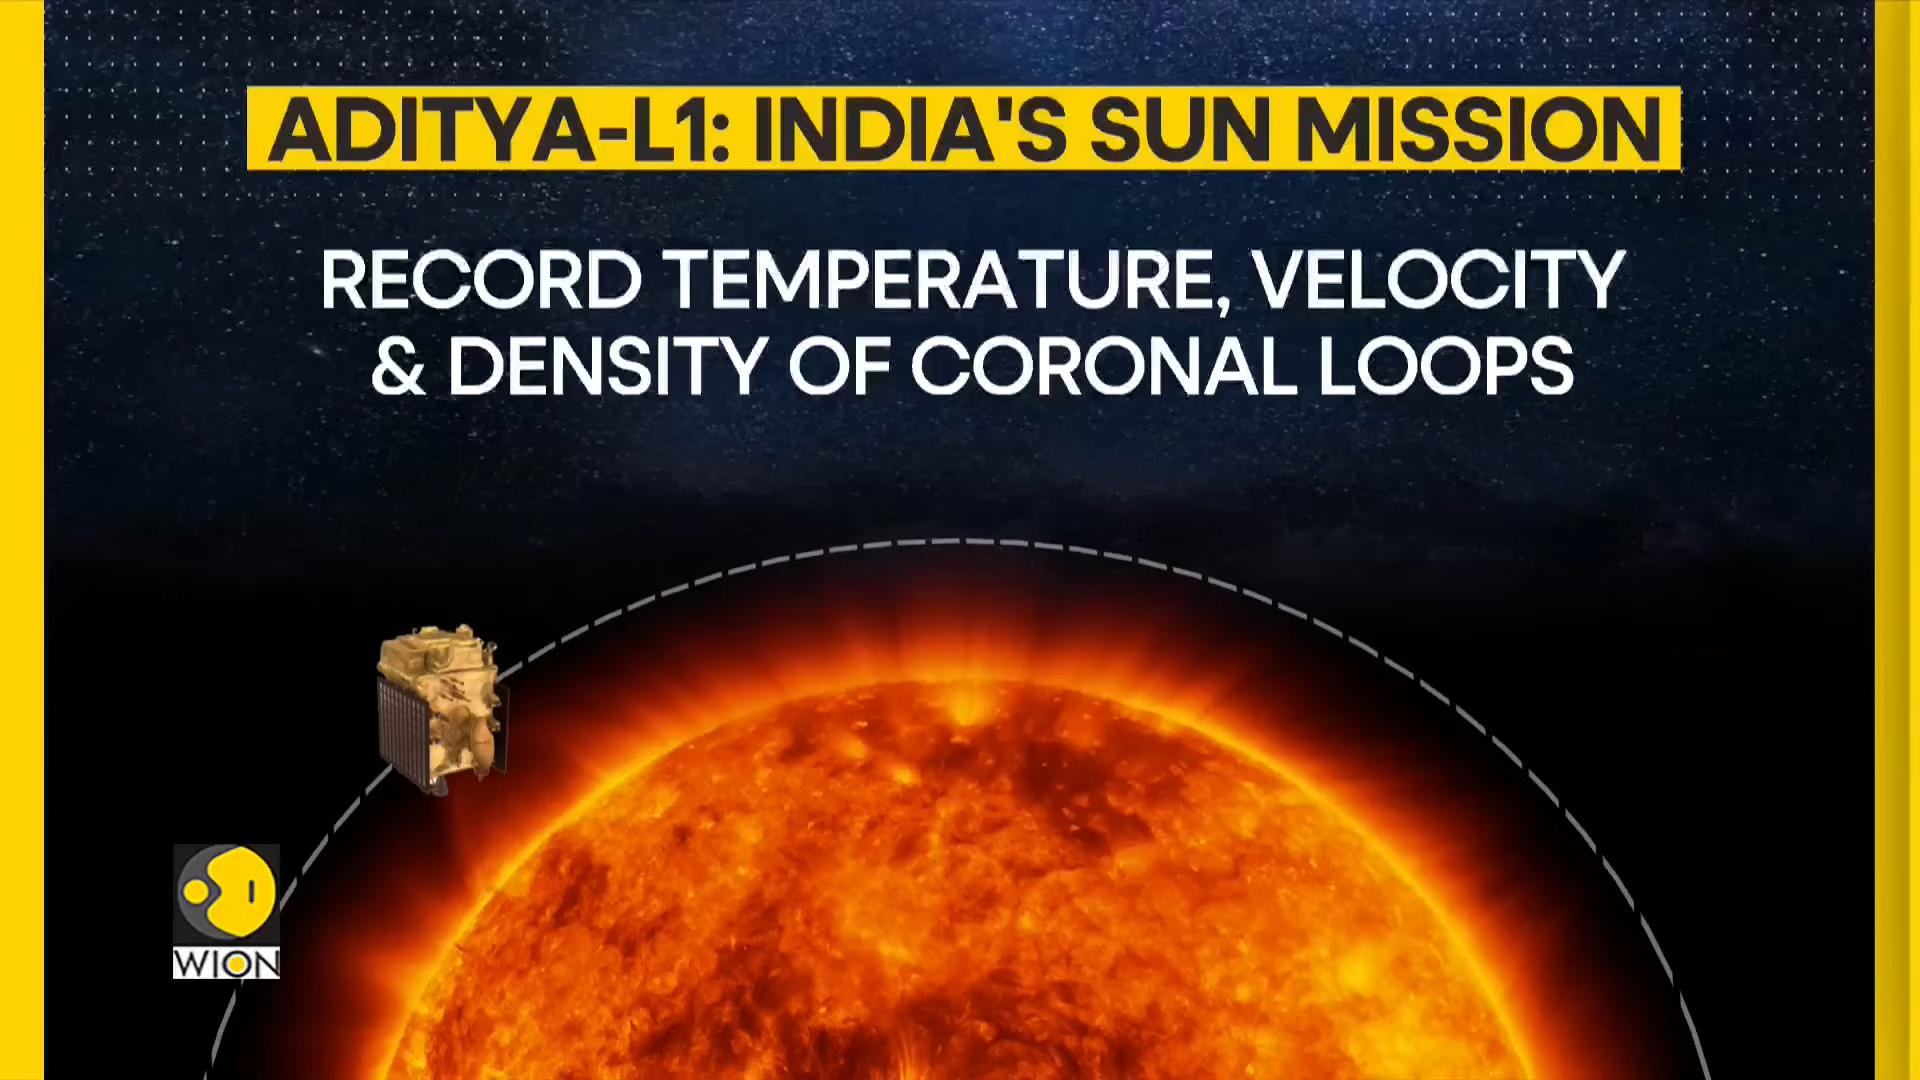 ADITYA-L1: INDIA'S SUN MISSION
RECORD TEMPERATURE, VELOCITY
& DENSITY OF CORONAL LOOPS
WION